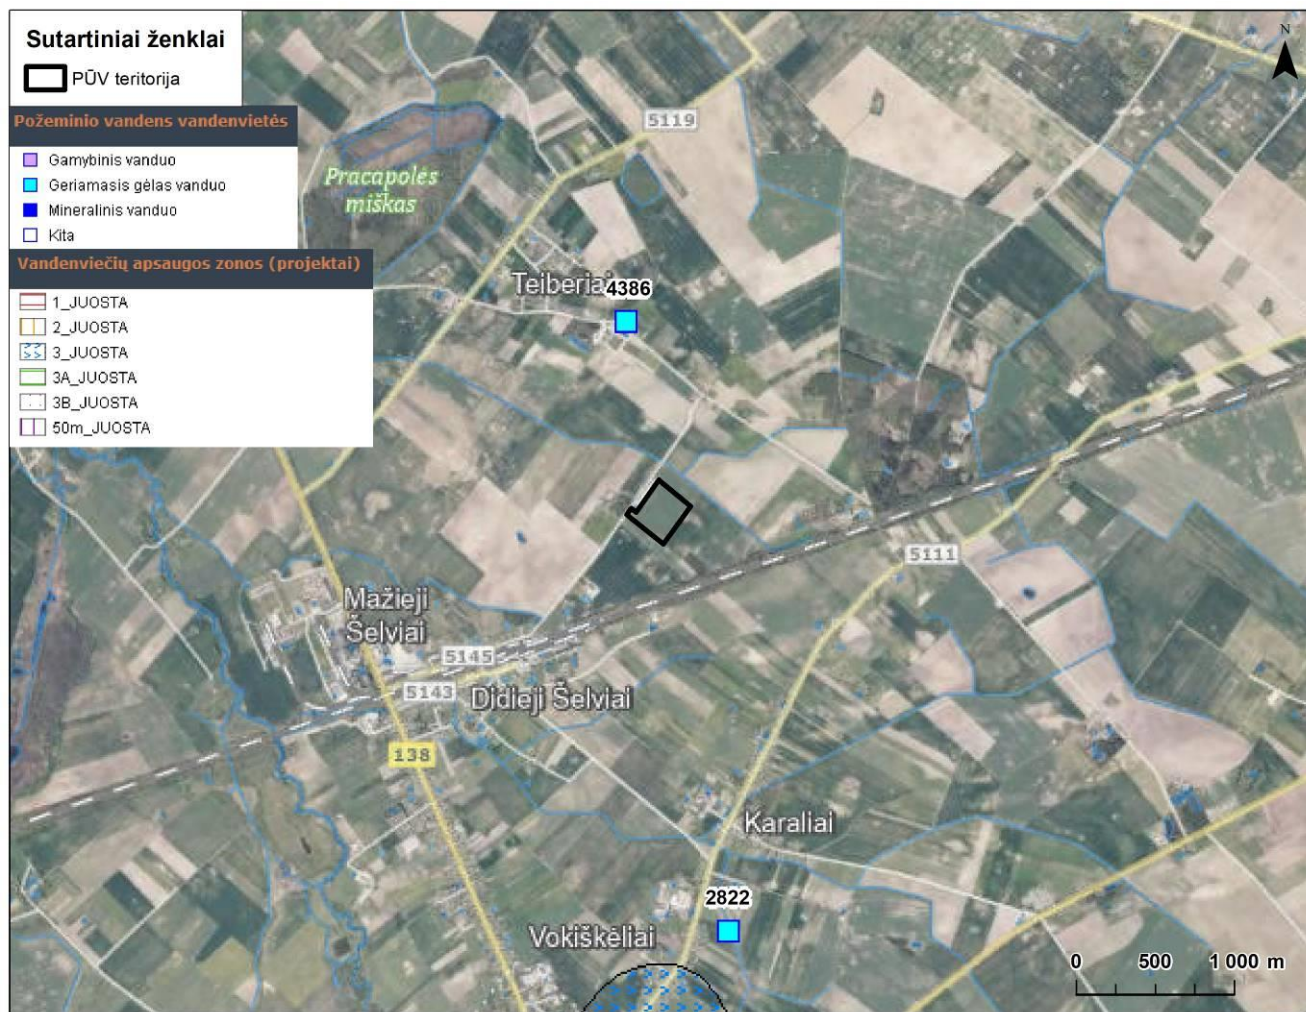 Sutartiniai ženklai
PŪV teritorija
Požeminio vandens vandenvietės
Gamybinis vanduo
Geriamasis gėlas vanduo
Mineralinis vanduo
Kita
Vandenviečių apsaugos zonos (projektai)
1_JUOSTA
2_JUOSTA
3_JUOSTA
3A_JUOSTA
3B_JUOSTA
50m_JUOSTA
N
5119
Pracapolės
miškas
Teiberiai
4386
5111
Mažieji
Šelviai
5145
5143
Didieji Šelviai
138
Karaliai
2822
Vokiškėliai
0 500 1 000 m